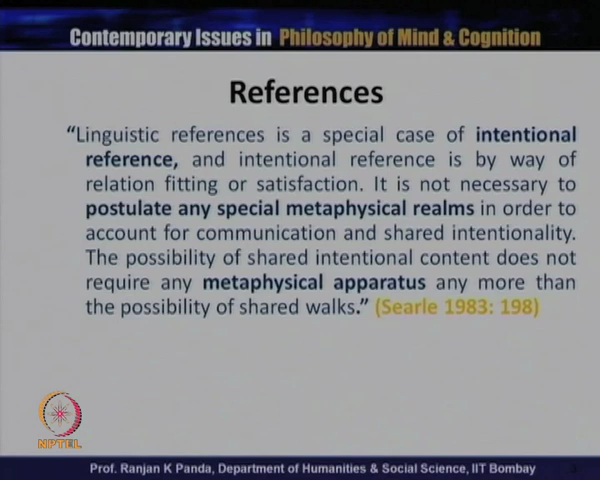 Contemporary Issues in Philosophy of Mind & Cognition
References
“Linguistic references is a special case of intentional
reference, and intentional reference is by way of
relation fitting or satisfaction. It is not necessary to
postulate any special metaphysical realms in order to
account for communication and shared intentionality.
The possibility of shared intentional content does not
require any metaphysical apparatus any more than
the possibility of shared walks.” (Searle 1983: 198)
NPTEL
Prof. Ranjan K Panda, Department of Humanities & Social Science, IIT Bombay